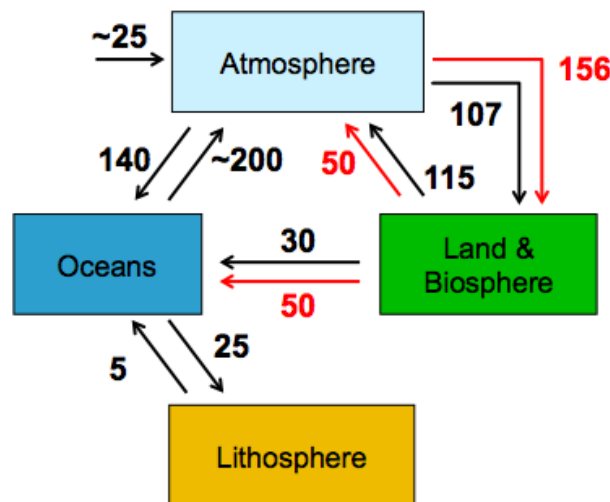 ~25
Atmosphere
156
107
140
~200
50
115
Oceans
30
50
Land &
Biosphere
5
25
Lithosphere